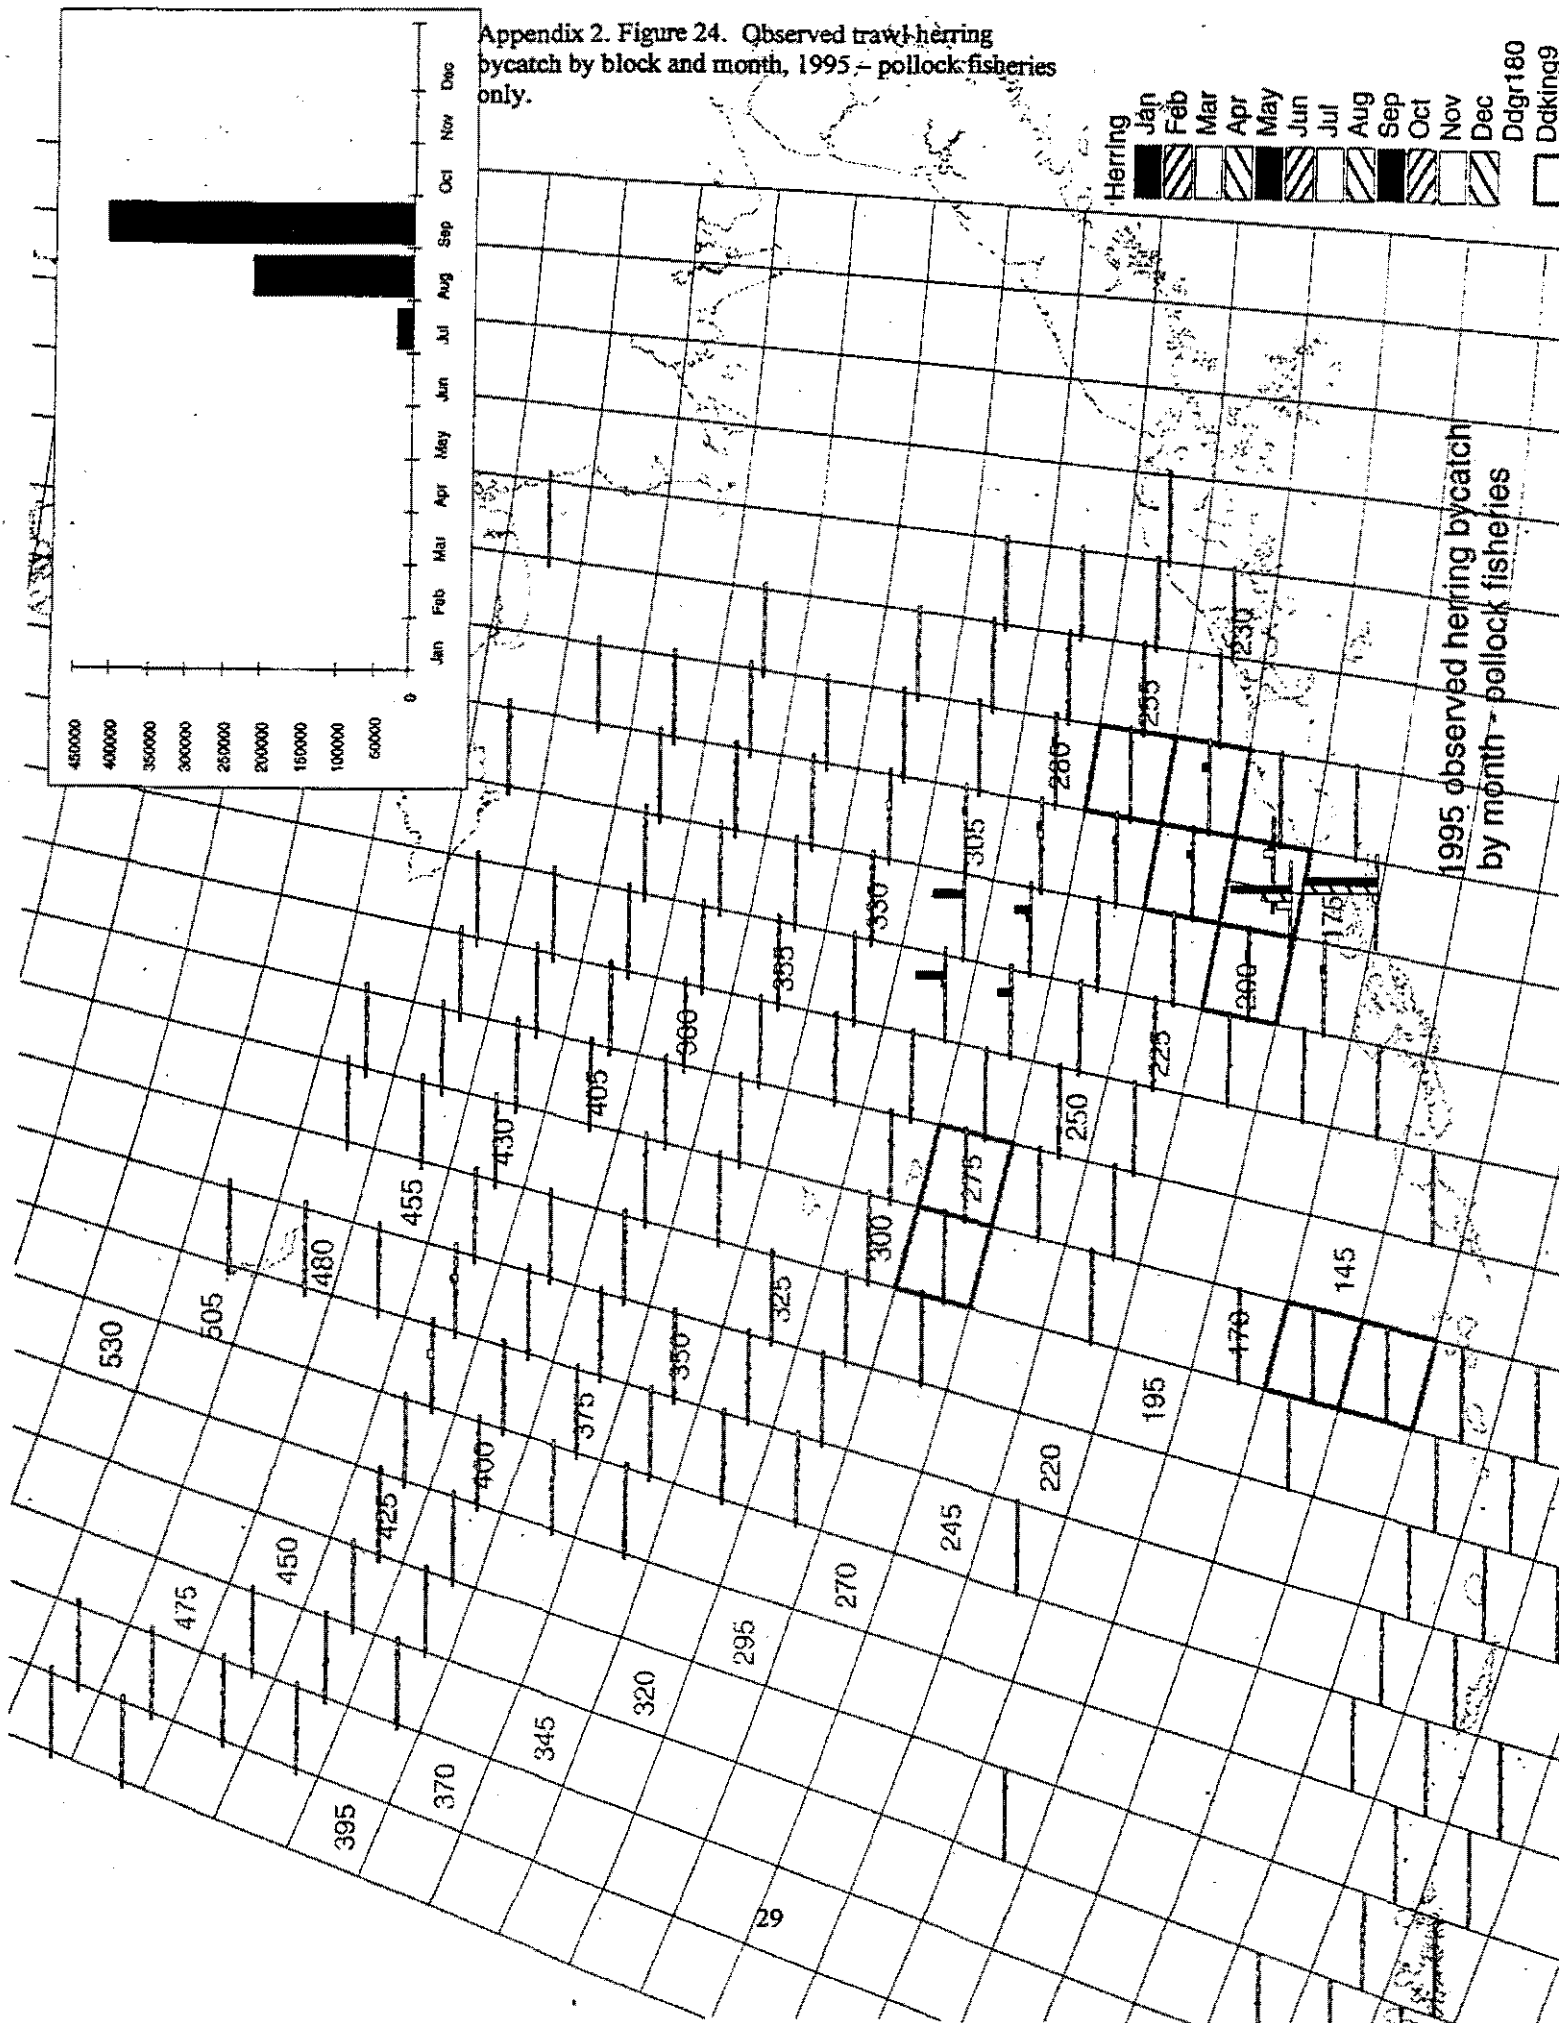 Appendix 2. Figure 24. Observed trawl herring
bycatch by block and month, 1995 – pollock fisheries
only.
450000
400000
350000
300000
250000
200000
150000
100000
50000
0
Jan
Feb
Mar
Apr
May
Jun
Jul
Aug
Sep
Oct
Nov
Dec
Herring
Jan
Feb
Mar
Apr
May
Jun
Jul
Aug
Sep
Oct
Nov
Dec
Ddgr180
Ddking9
1995 observed herring bycatch
by month - pollock fisheries
530
505
480
455
430
405
380
355
330
305
280
255
230
475
450
425
400
375
350
325
300
275
250
225
200
175
395
370
345
320
295
270
245
220
195
170
145
29